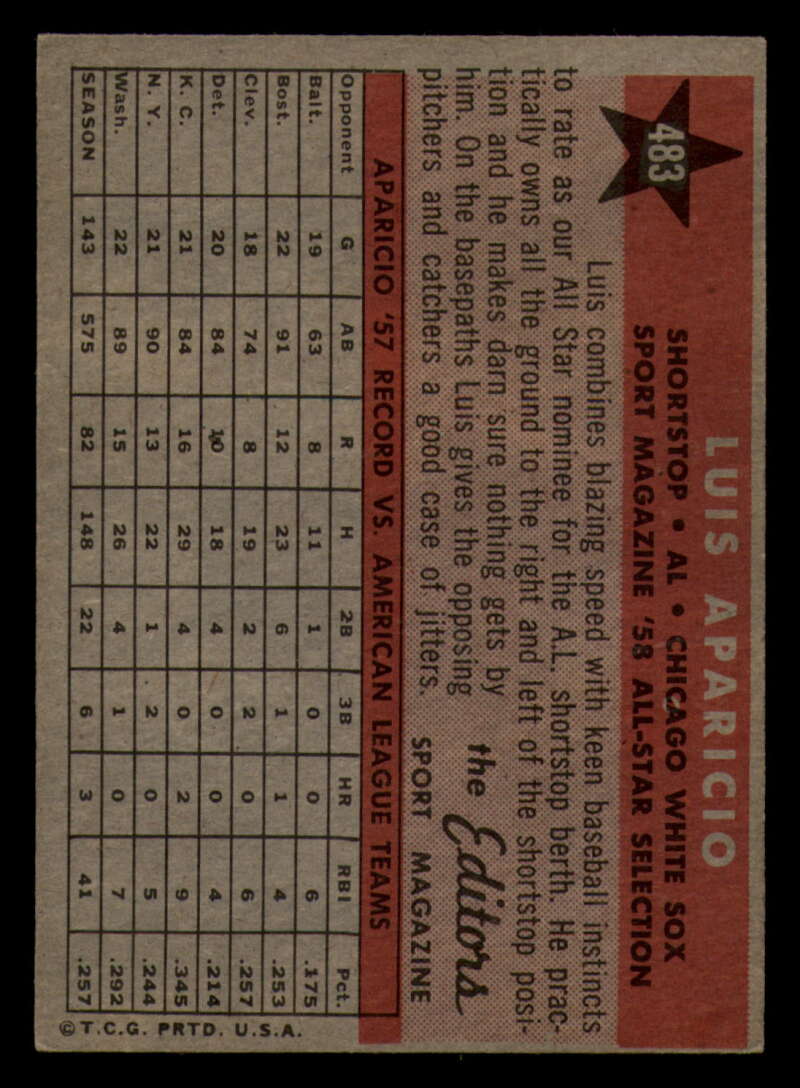 483
LUIS APARICIO
SHORTSTOP • AL • CHICAGO WHITE SOX
SPORT MAGAZINE '58 ALL-STAR SELECTION
Luis combines blazing speed with keen baseball instincts
to rate as our All Star nominee for the A.L. shortstop berth. He prac-
tically owns all the ground to the right and left of the shortstop posi-
tion and he makes darn sure nothing gets by
him. On the basepaths Luis gives the opposing
pitchers and catchers a good case of jitters.
the Editors
SPORT MAGAZINE
APARICIO '57 RECORD VS. AMERICAN LEAGUE TEAMS
Opponent G AB R H 2B 3B HR RBI Pct.
Balt. 19 63 8 11 1 0 0 6 .175
Bost. 22 91 12 23 6 1 1 4 .253
Clev. 18 74 8 19 2 2 0 6 .257
Det. 20 84 10 18 4 0 0 4 .214
K. C. 21 84 16 29 4 0 2 9 .345
N. Y. 21 90 13 22 1 2 0 5 .244
Wash. 22 89 15 26 4 1 0 7 .292
SEASON 143 575 82 148 22 6 3 41 .257
© T.C.G. PRTD. U.S.A.